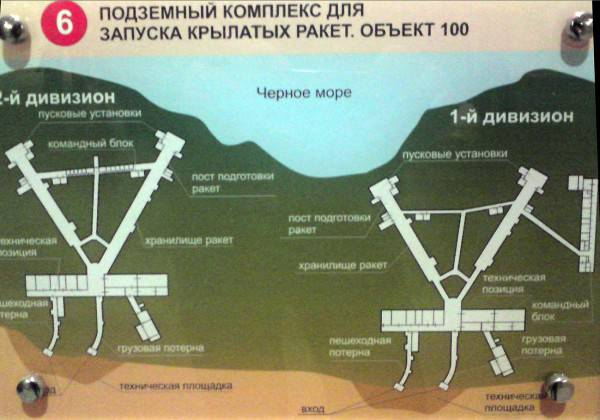 6
ПОДЗЕМНЫЙ КОМПЛЕКС ДЛЯ
ЗАПУСКА КРЫЛАТЫХ РАКЕТ. ОБЪЕКТ 100
Черное море
2-й дивизион
пусковые установки
командный блок
пост подготовки
ракет
хранилище ракет
техническая
позиция
пешеходная
потерна
грузовая потерна
техническая площадка
1-й дивизион
пусковые установки
пост подготовки
ракет
хранилище ракет
техническая
позиция
командный
блок
пешеходная
потерна
грузовая
потерна
вход
техническая
площадка